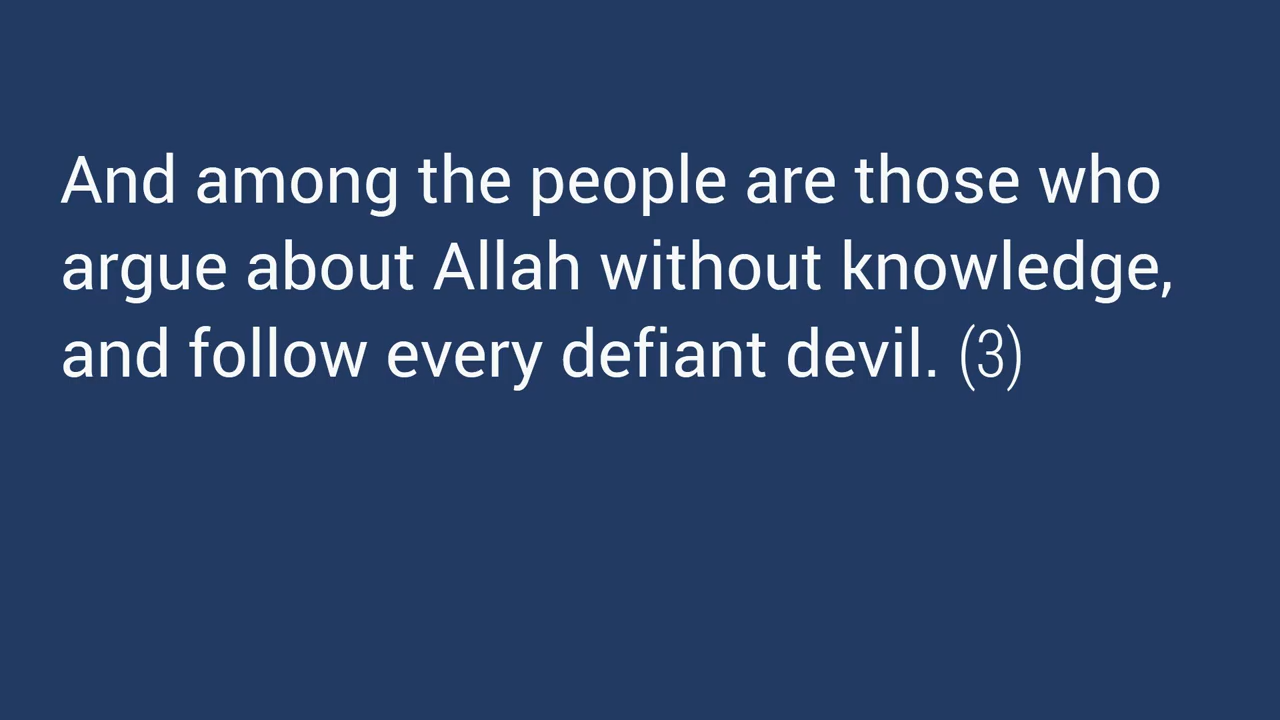 And among the people are those who
argue about Allah without knowledge,
and follow every defiant devil. (3)